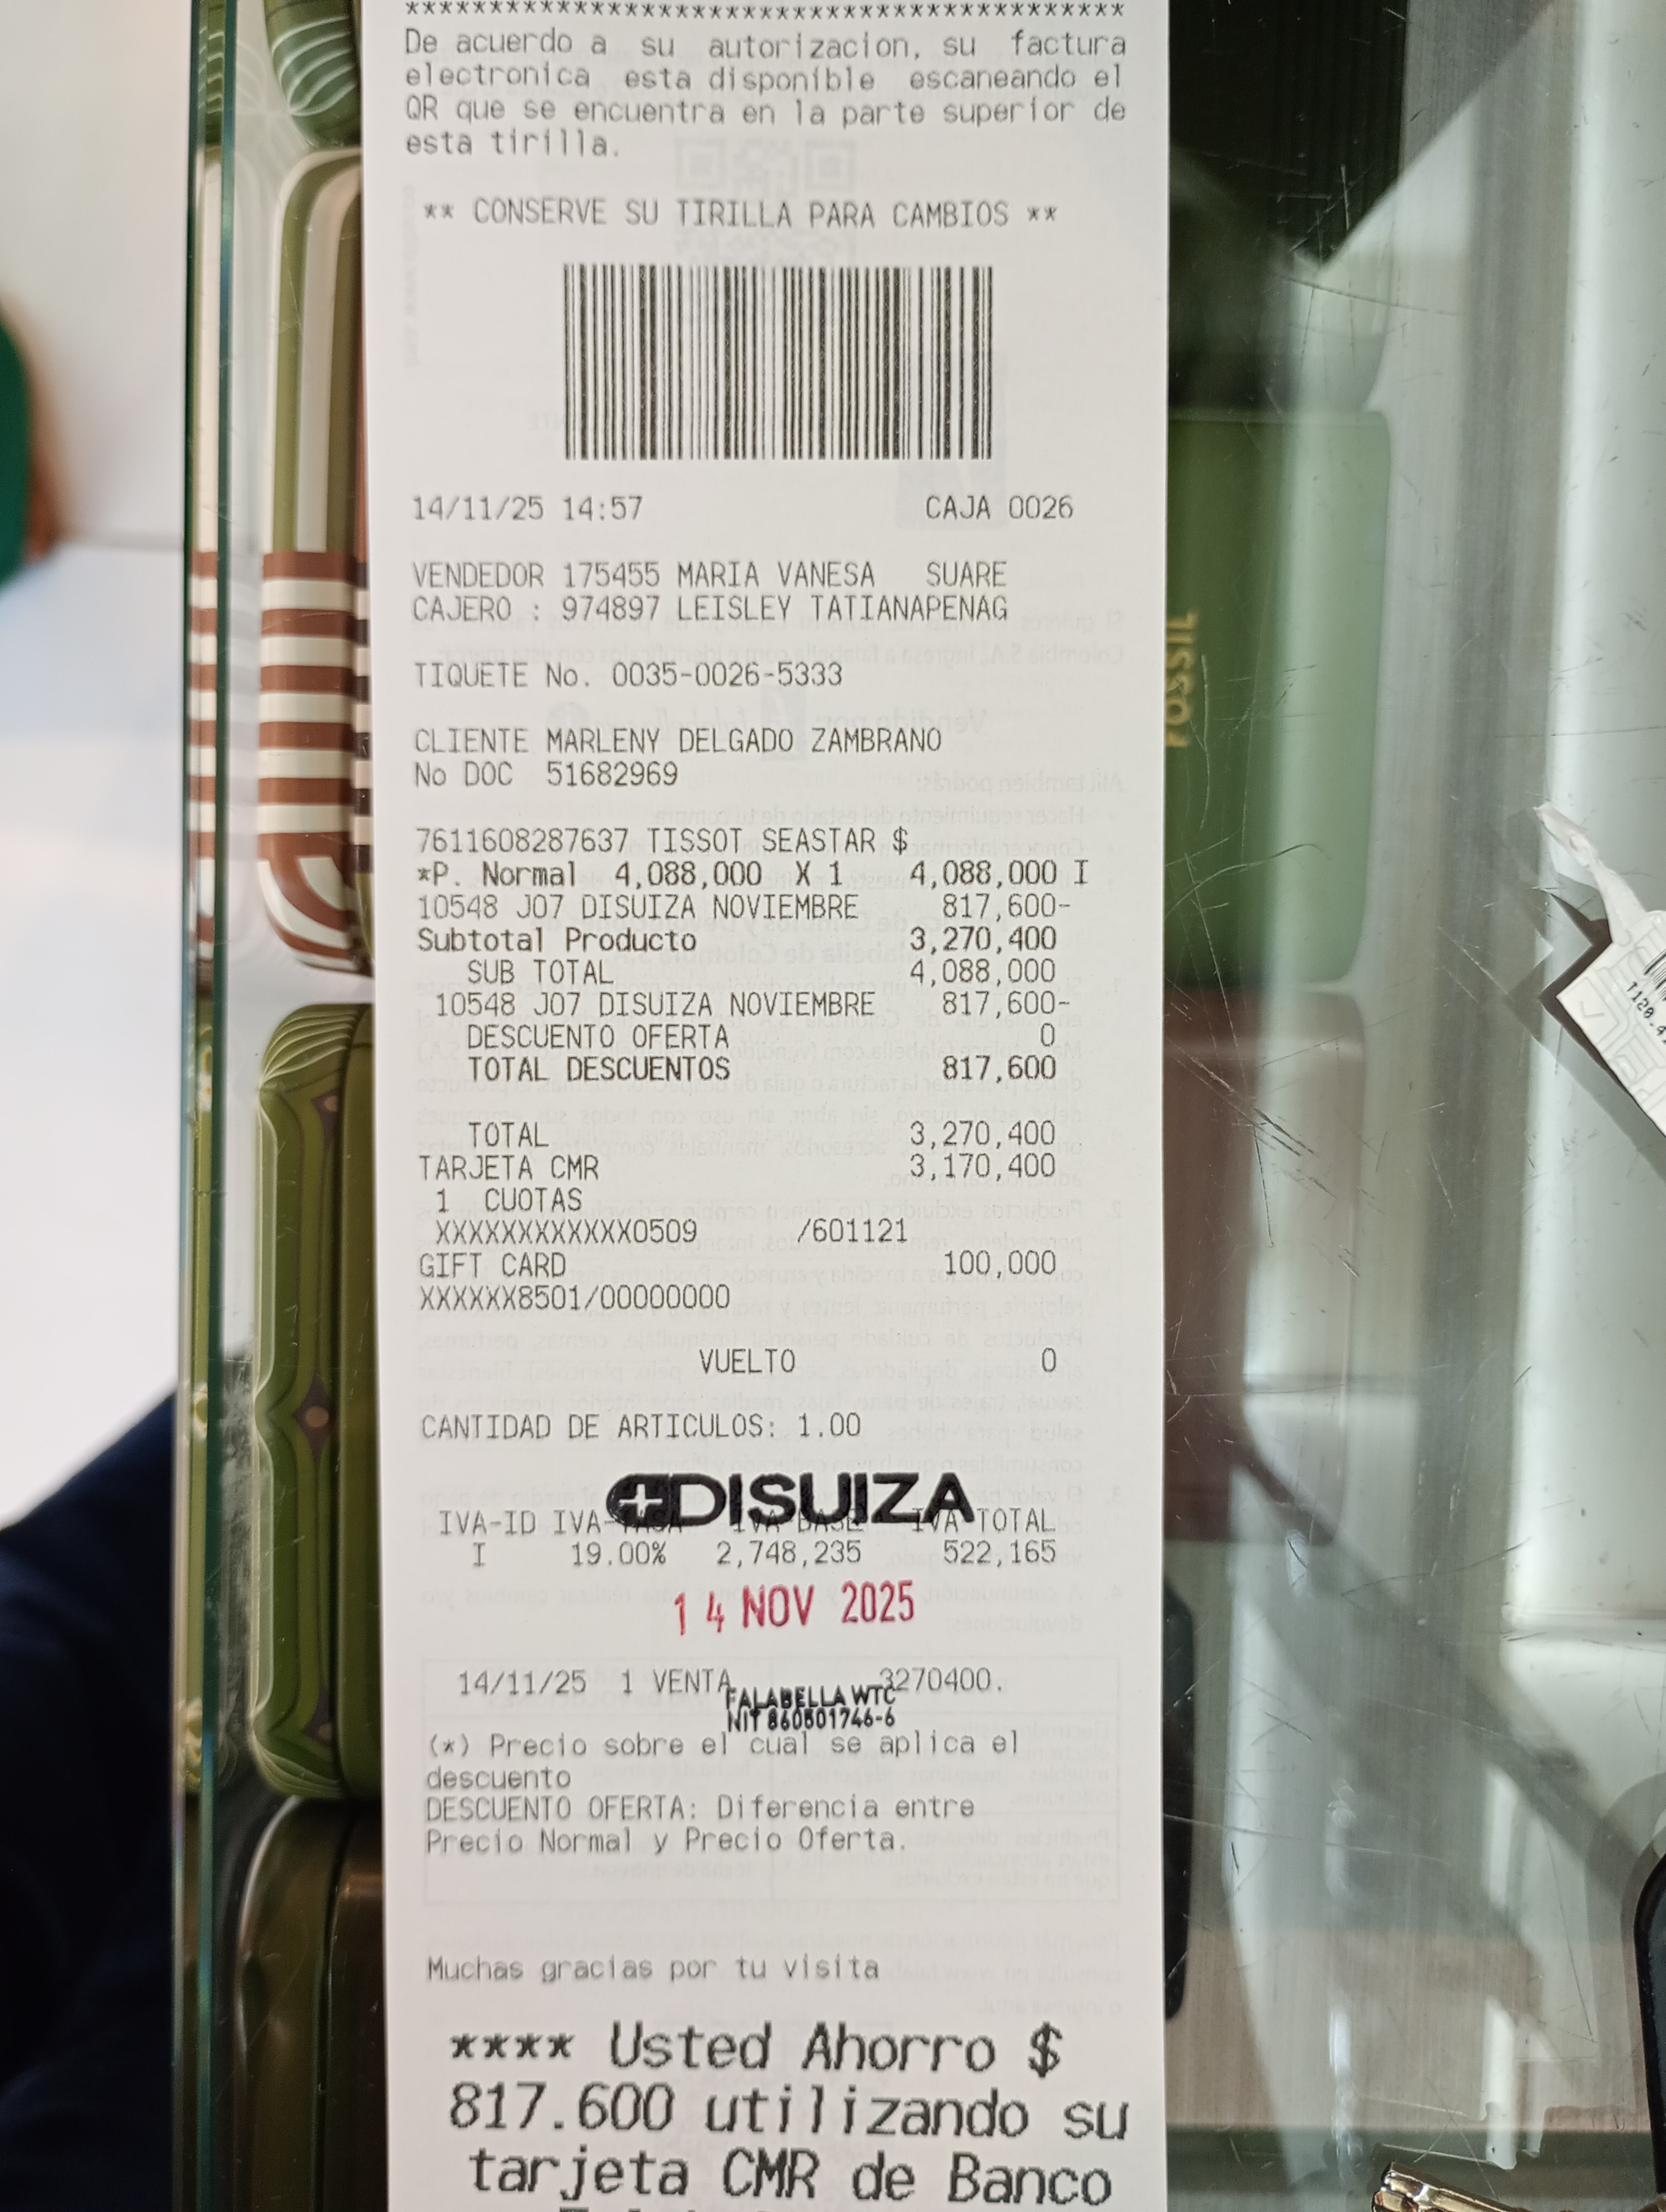 ******************************************
De acuerdo a su autorizacion, su factura
electronica esta disponible escaneando el
QR que se encuentra en la parte superior de
esta tirilla.
** CONSERVE SU TIRILLA PARA CAMBIOS **
14/11/25 14:57 CAJA 0026
VENDEDOR 175455 MARIA VANESA SUARE
CAJERO : 974897 LEISLEY TATIANAPENAG
TIQUETE No. 0035-0026-5333
CLIENTE MARLENY DELGADO ZAMBRANO
No DOC 51682969
7611608287637 TISSOT SEASTAR $
*P. Normal 4,088,000 X 1 4,088,000 I
10548 J07 DISUIZA NOVIEMBRE 817,600-
Subtotal Producto 3,270,400
SUB TOTAL 4,088,000
10548 J07 DISUIZA NOVIEMBRE 817,600-
DESCUENTO OFERTA 0
TOTAL DESCUENTOS 817,600
TOTAL 3,270,400
TARJETA CMR 3,170,400
1 CUOTAS
XXXXXXXXXXXX0509 /601121
GIFT CARD 100,000
XXXXXX8501/00000000
VUELTO 0
CANTIDAD DE ARTICULOS: 1.00
DISUIZA
IVA-ID IVA-TASA IVA-BASE IVA TOTAL
I 19.00% 2,748,235 522,165
14 NOV 2025
14/11/25 1 VENTA 3270400.
FALABELLA WTC
NIT 860501746-6
(*) Precio sobre el cual se aplica el
descuento
DESCUENTO OFERTA: Diferencia entre
Precio Normal y Precio Oferta.
Muchas gracias por tu visita
**** Usted Ahorro $
817.600 utilizando su
tarjeta CMR de Banco
FOSSIL